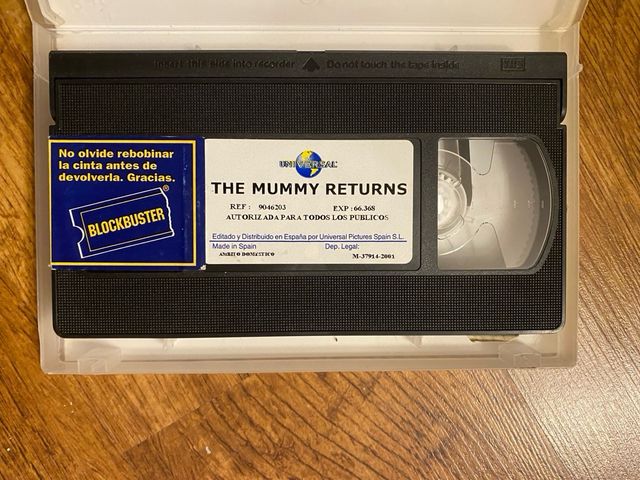 Insert this side into recorder
Do not touch the tape inside
VHS
No olvide rebobinar
la cinta antes de
devolverla. Gracias.
BLOCKBUSTER®
UNIVERSAL
THE MUMMY RETURNS
REF: 9046203 EXP: 66.368
AUTORIZADA PARA TODOS LOS PUBLICOS
Editado y Distribuido en España por Universal Pictures Spain S.L.
Made in Spain Dep. Legal:
AMBITO DOMESTICO M-37914-2001